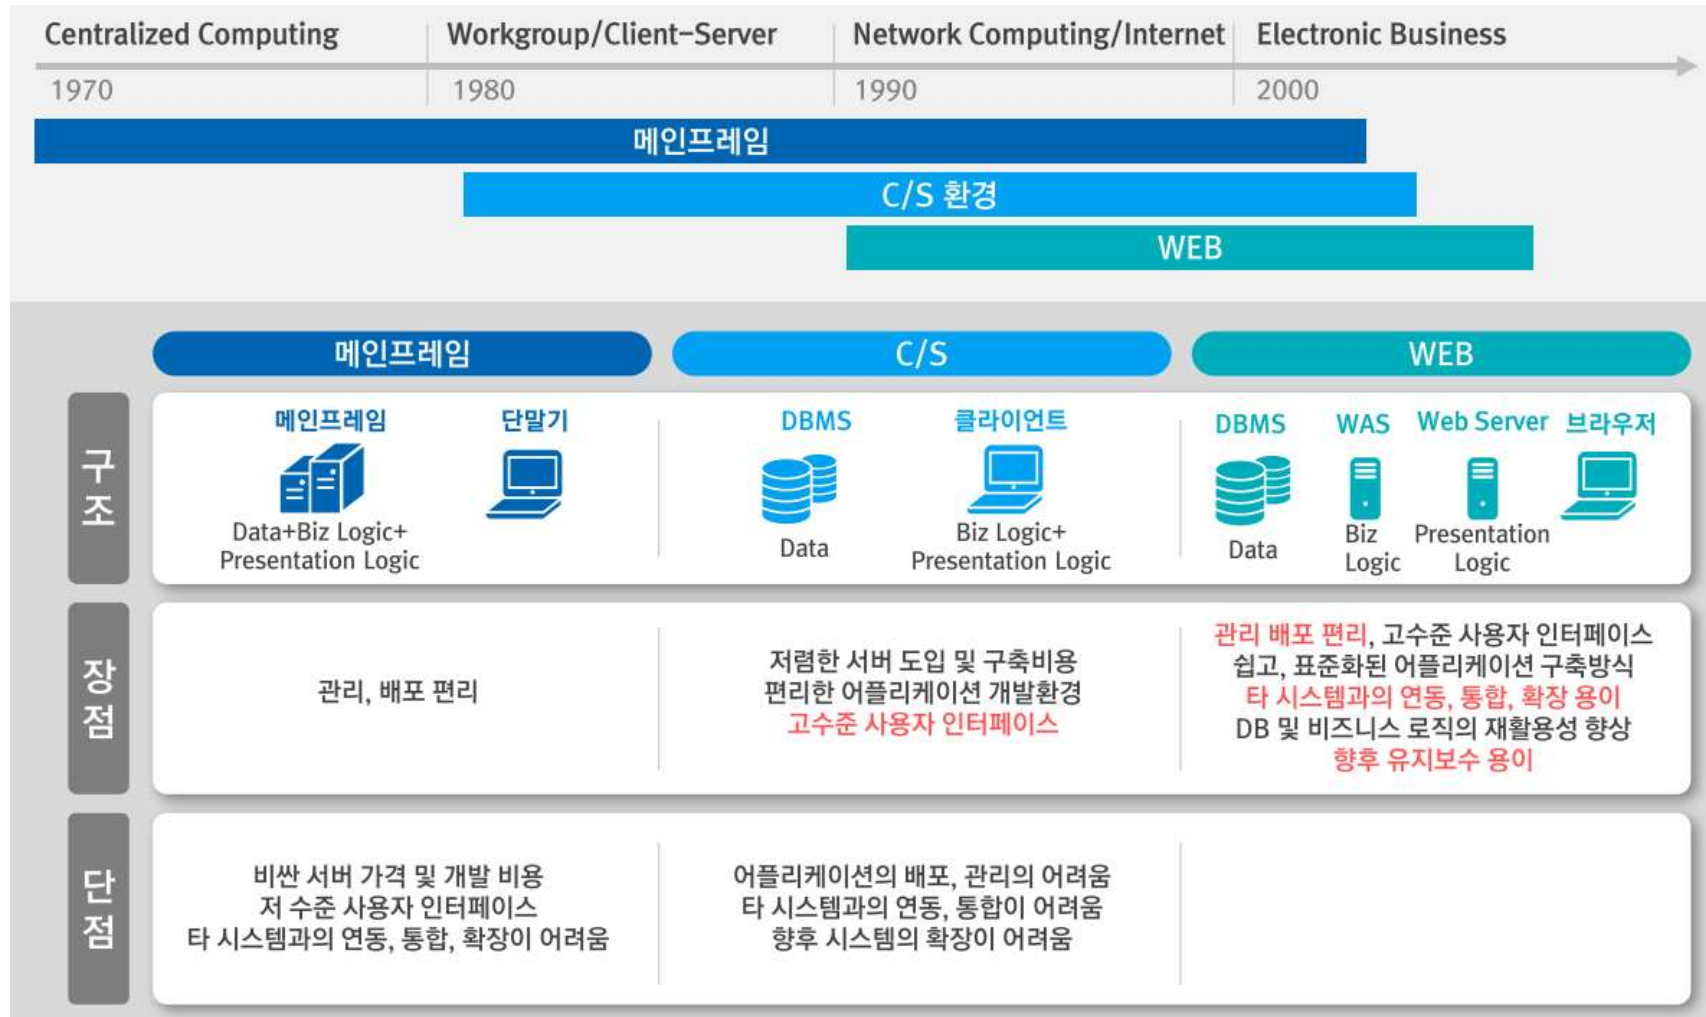 Centralized Computing
Workgroup/Client-Server
Network Computing/Internet
Electronic Business
1970
1980
1990
2000
메인프레임
C/S 환경
WEB
메인프레임
C/S
WEB
구조
메인프레임
단말기
Data+Biz Logic+
Presentation Logic
DBMS
클라이언트
Data
Biz Logic+
Presentation Logic
DBMS
WAS
Web Server
브라우저
Data
Biz
Logic
Presentation
Logic
장점
관리, 배포 편리
저렴한 서버 도입 및 구축비용
편리한 어플리케이션 개발환경
고수준 사용자 인터페이스
관리 배포 편리, 고수준 사용자 인터페이스
쉽고, 표준화된 어플리케이션 구축방식
타 시스템과의 연동, 통합, 확장 용이
DB 및 비즈니스 로직의 재활용성 향상
향후 유지보수 용이
단점
비싼 서버 가격 및 개발 비용
저 수준 사용자 인터페이스
타 시스템과의 연동, 통합, 확장이 어려움
어플리케이션의 배포, 관리의 어려움
타 시스템과의 연동, 통합이 어려움
향후 시스템의 확장이 어려움